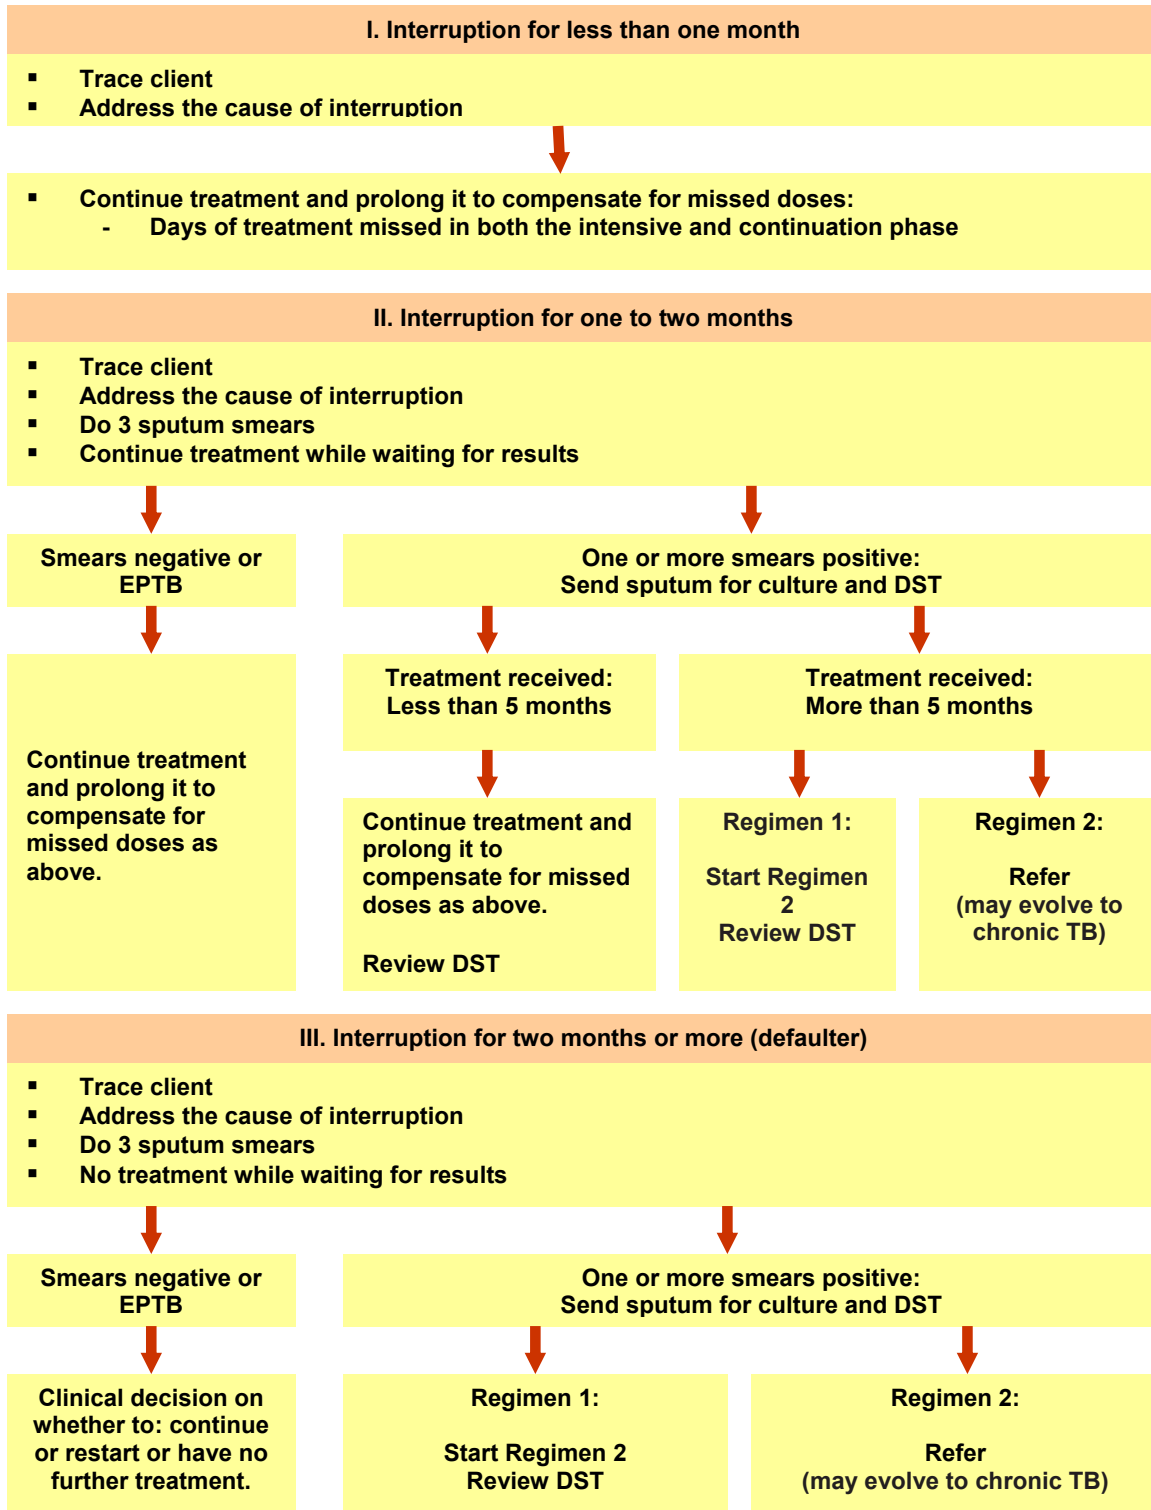 I. Interruption for less than one month
▪ Trace client
▪ Address the cause of interruption
▪ Continue treatment and prolong it to compensate for missed doses:
- Days of treatment missed in both the intensive and continuation phase
II. Interruption for one to two months
▪ Trace client
▪ Address the cause of interruption
▪ Do 3 sputum smears
▪ Continue treatment while waiting for results
Smears negative or
EPTB
One or more smears positive:
Send sputum for culture and DST
Treatment received:
Less than 5 months
Treatment received:
More than 5 months
Continue treatment
and prolong it to
compensate for
missed doses as
above.
Continue treatment and
prolong it to
compensate for missed
doses as above.
Review DST
Regimen 1:
Start Regimen
2
Review DST
Regimen 2:
Refer
(may evolve to
chronic TB)
III. Interruption for two months or more (defaulter)
▪ Trace client
▪ Address the cause of interruption
▪ Do 3 sputum smears
▪ No treatment while waiting for results
Smears negative or
EPTB
One or more smears positive:
Send sputum for culture and DST
Clinical decision on
whether to: continue
or restart or have no
further treatment.
Regimen 1:
Start Regimen 2
Review DST
Regimen 2:
Refer
(may evolve to chronic TB)